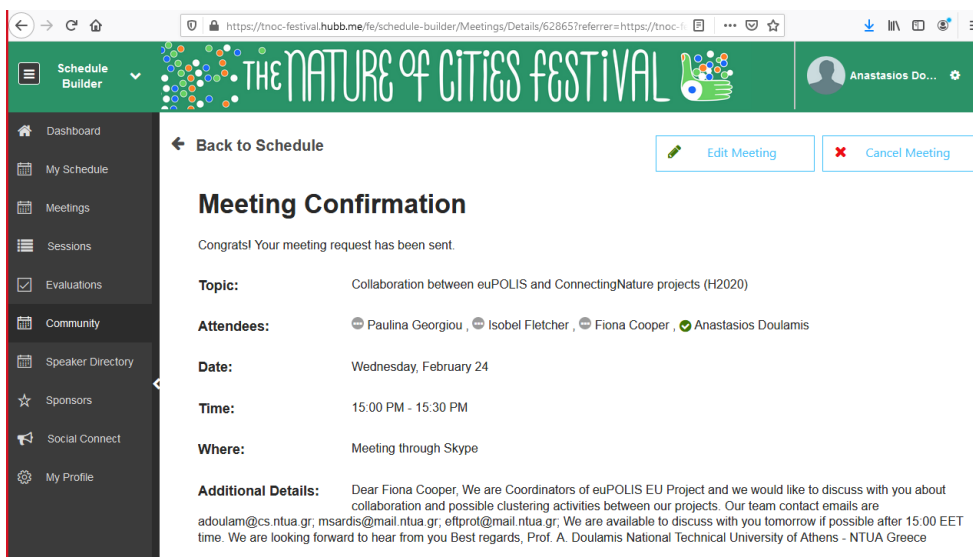 https://tnoc-festival.hubb.me/fe/schedule-builder/Meetings/Details/62865?referrer=https://tnoc-f
Schedule Builder
THE NATURE OF CITIES FESTIVAL
Anastasios Do...
Dashboard
My Schedule
Meetings
Sessions
Evaluations
Community
Speaker Directory
Sponsors
Social Connect
My Profile
Back to Schedule
Edit Meeting
Cancel Meeting
Meeting Confirmation
Congrats! Your meeting request has been sent.
Topic: Collaboration between euPOLIS and ConnectingNature projects (H2020)
Attendees: Paulina Georgiou , Isobel Fletcher , Fiona Cooper , Anastasios Doulamis
Date: Wednesday, February 24
Time: 15:00 PM - 15:30 PM
Where: Meeting through Skype
Additional Details: Dear Fiona Cooper, We are Coordinators of euPOLIS EU Project and we would like to discuss with you about
collaboration and possible clustering activities between our projects. Our team contact emails are
adoulam@cs.ntua.gr; msardis@mail.ntua.gr; eftprot@mail.ntua.gr; We are available to discuss with you tomorrow if possible after 15:00 EET
time. We are looking forward to hear from you Best regards, Prof. A. Doulamis National Technical University of Athens - NTUA Greece